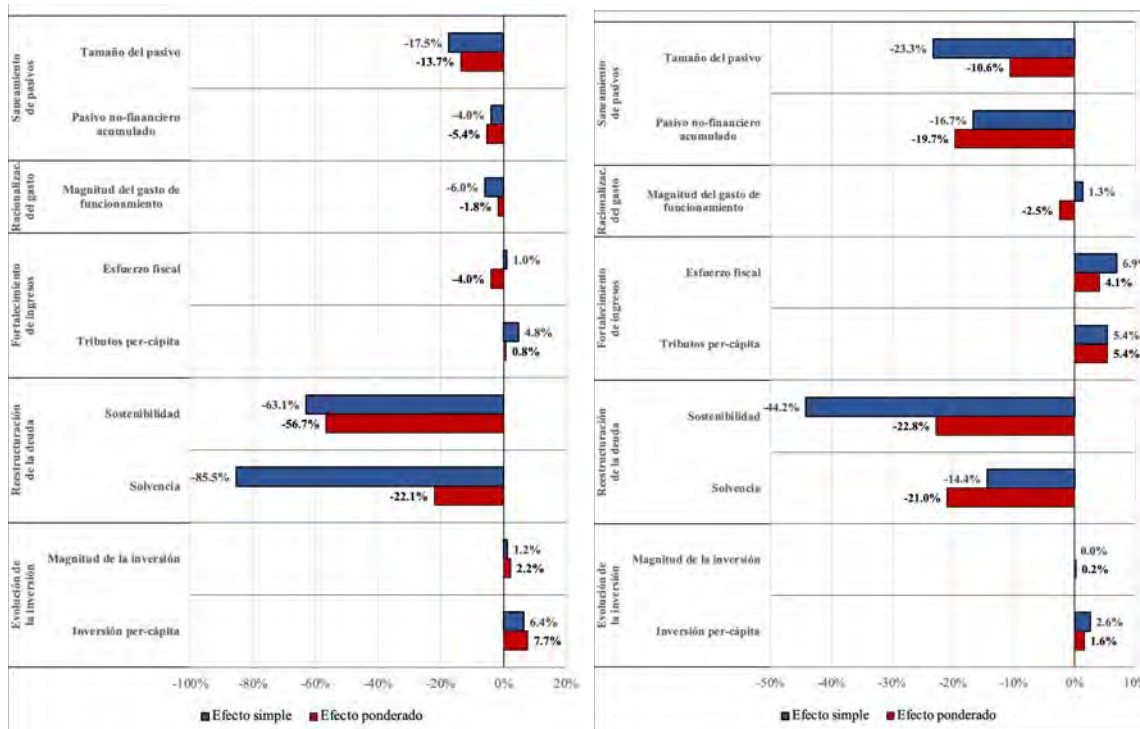 Saneamiento
de pasivos
Tamaño del pasivo
-17.5%
-13.7%
Pasivo no-financiero
acumulado
-4.0%
-5.4%
Racionalizac.
del gasto
Magnitud del gasto de
funcionamiento
-6.0%
-1.8%
Fortalecimiento
de ingresos
Esfuerzo fiscal
1.0%
-4.0%
Tributos per-cápita
4.8%
0.8%
Reestructuración
de la deuda
Sostenibilidad
-63.1%
-56.7%
Solvencia
-85.5%
-22.1%
Evolución de
la inversión
Magnitud de la inversión
1.2%
2.2%
Inversión per-cápita
6.4%
7.7%
-100% -80% -60% -40% -20% 0% 20%
Efecto simple Efecto ponderado
Saneamiento
de pasivos
Tamaño del pasivo
-23.3%
-10.6%
Pasivo no-financiero
acumulado
-16.7%
-19.7%
Racionalizac.
del gasto
Magnitud del gasto de
funcionamiento
1.3%
-2.5%
Fortalecimiento
de ingresos
Esfuerzo fiscal
6.9%
4.1%
Tributos per-cápita
5.4%
5.4%
Reestructuración
de la deuda
Sostenibilidad
-44.2%
-22.8%
Solvencia
-14.4%
-21.0%
Evolución de
la inversión
Magnitud de la inversión
0.0%
0.2%
Inversión per-cápita
2.6%
1.6%
-50% -40% -30% -20% -10% 0% 10%
Efecto simple Efecto ponderado